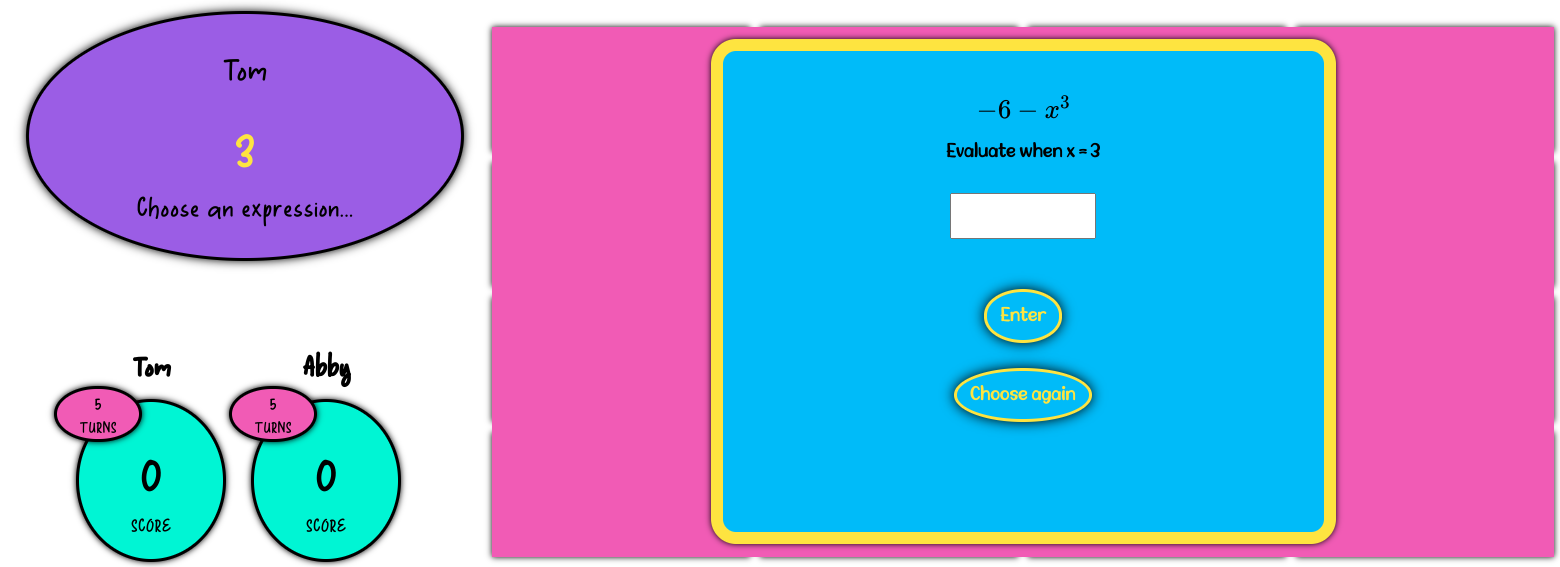 Tom
3
Choose an expression...
Tom
5
TURNS
0
SCORE
Abby
5
TURNS
0
SCORE
−6 − x³
Evaluate when x = 3
Enter
Choose again